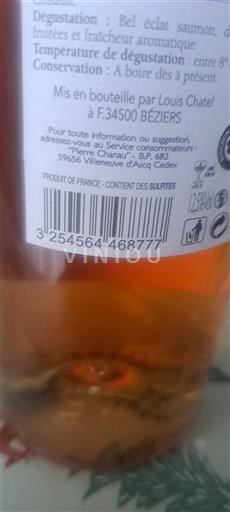 Dégustation : Bel éclat saumon,
fruitées et fraîcheur aromatique.
Température de dégustation : entre 8°
Conservation : A boire dès à présent.
Mis en bouteille par Louis Chatel
à F.34500 BÉZIERS
Pour toute information ou suggestion,
adressez-vous au Service consommateurs :
"Pierre Chanau" - B.P. 682
59656 Villeneuve d'Ascq Cedex
PRODUIT DE FRANCE - CONTIENT DES SULFITES
12,5%Vol
3 254564 468777
VINIOU